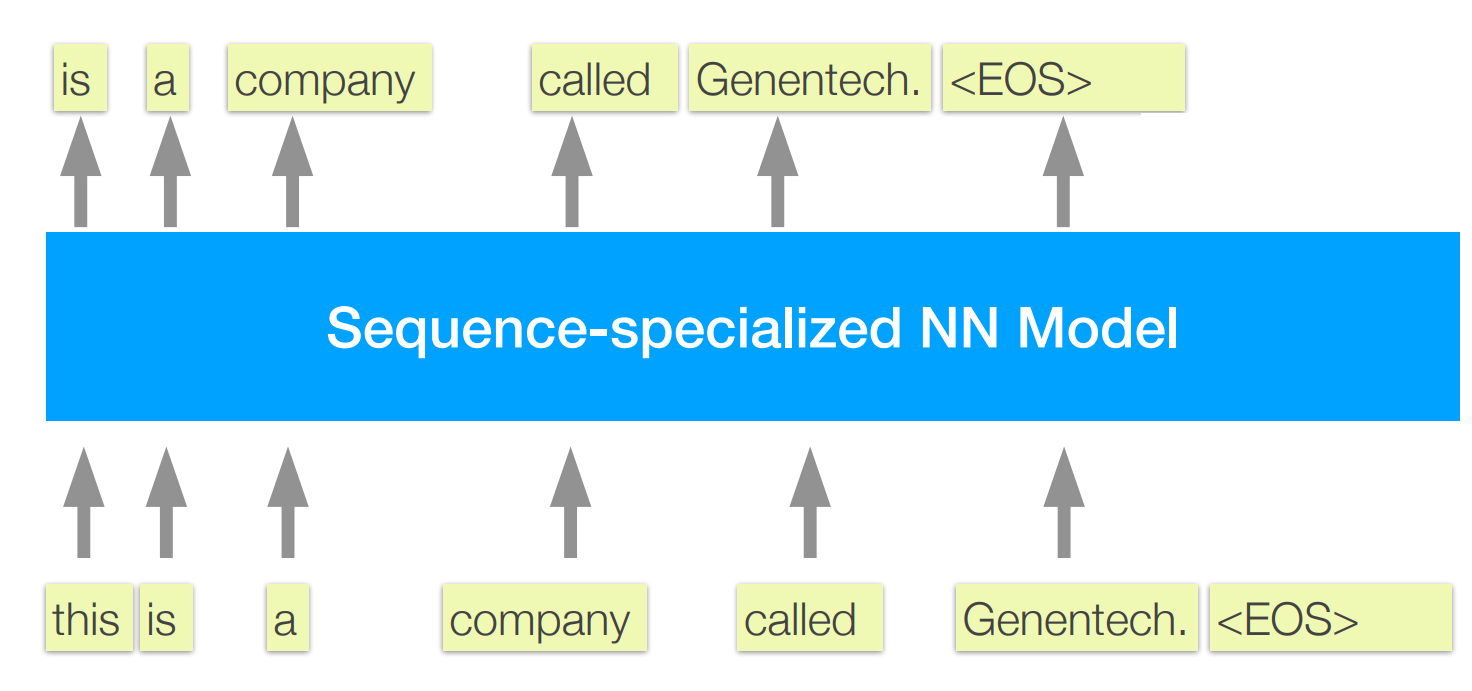 is a company called Genentech. <EOS>
Sequence-specialized NN Model
this is a company called Genentech. <EOS>